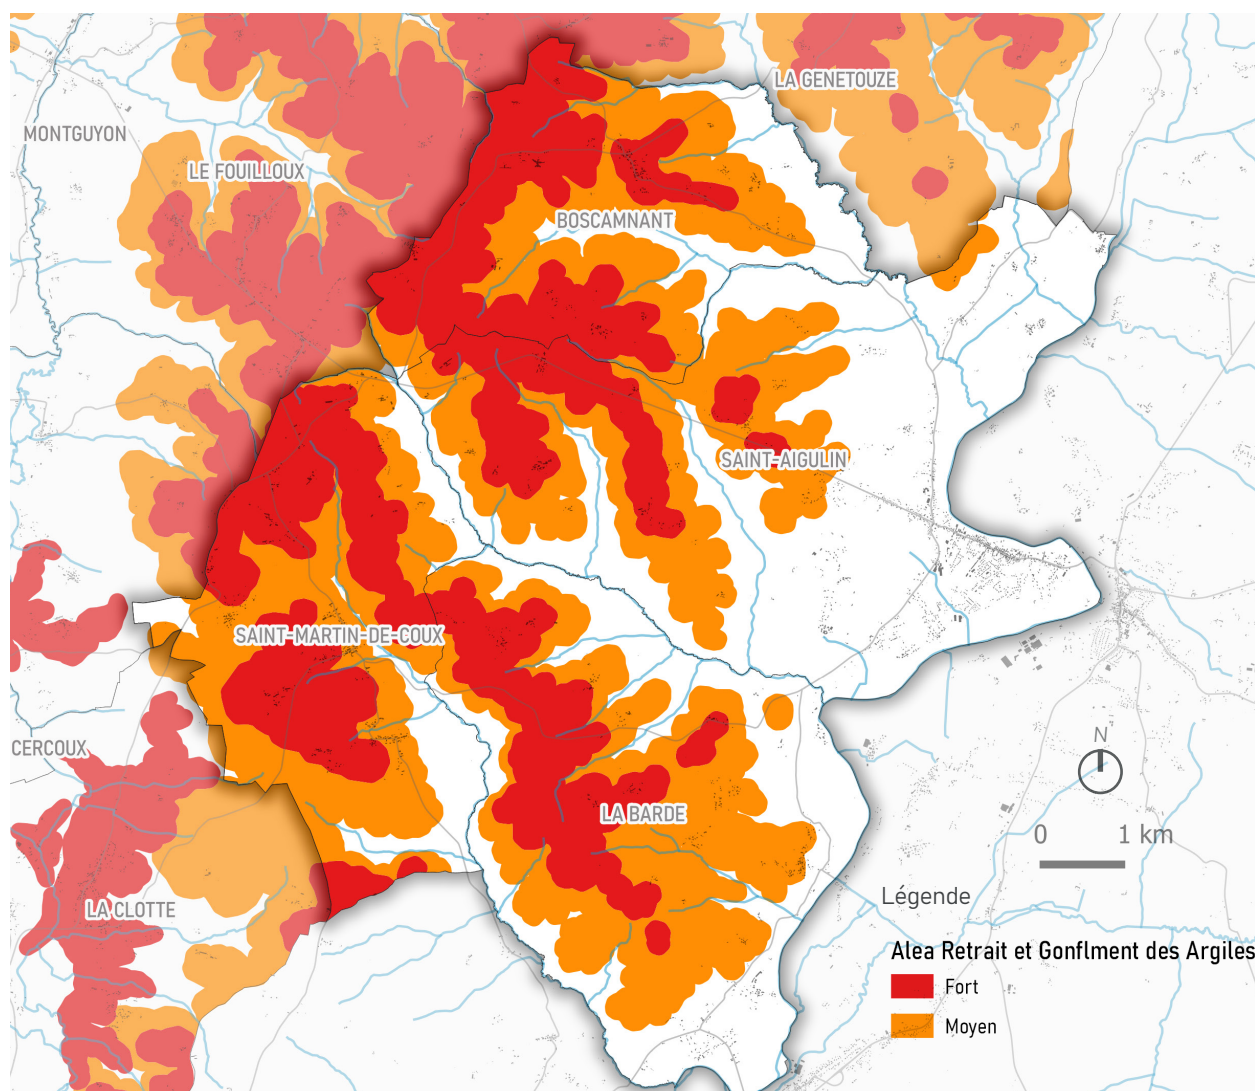 LA GENETOUZE
MONTGUYON
LE FOUILLOUX
BOSCAMNANT
SAINT-AIGULIN
SAINT-MARTIN-DE-COUX
CERCOUX
N
LA BARDE
0 1 km
LA CLOTTE
Légende
Alea Retrait et Gonflment des Argiles
Fort
Moyen